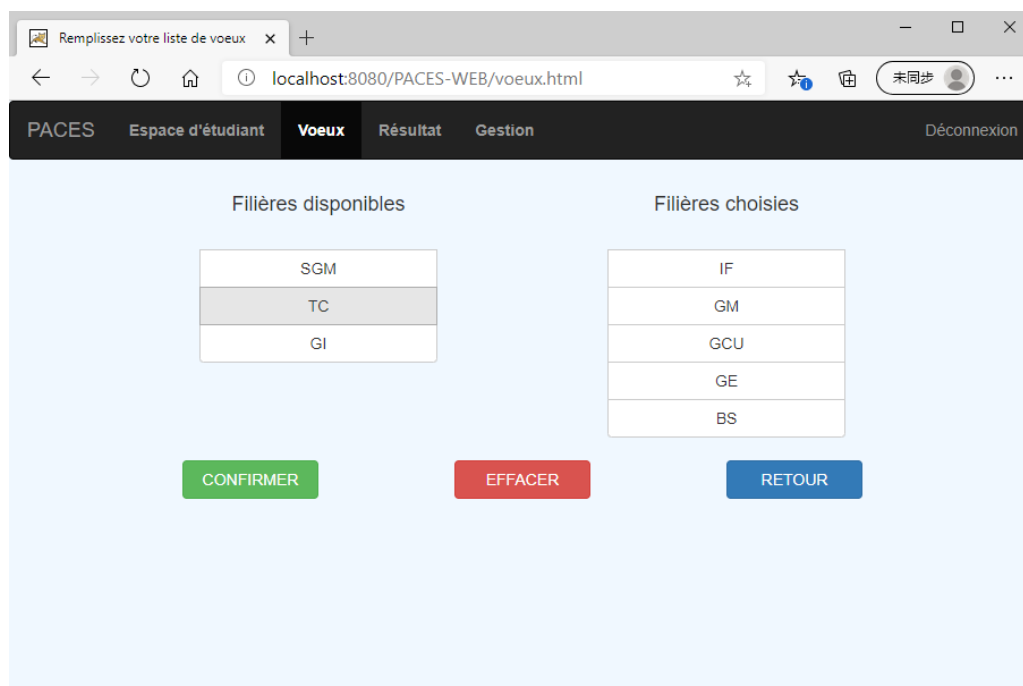 Remplissez votre liste de voeux
localhost:8080/PACES-WEB/voeux.html
未同步
PACES Espace d'étudiant Voeux Résultat Gestion Déconnexion
Filières disponibles Filières choisies
SGM IF
TC GM
GI GCU
GE
BS
CONFIRMER EFFACER RETOUR